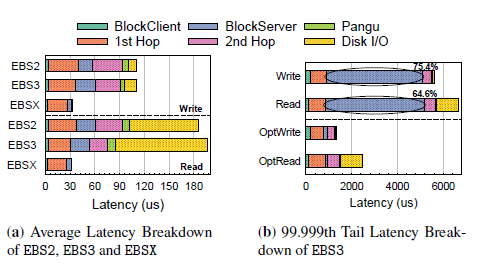 BlockClient BlockServer Pangu
1st Hop 2nd Hop Disk I/O
EBS2
EBS3
EBSX
Write
EBS2
EBS3
EBSX
Read
0 30 60 90 120 150 180
Latency (us)
75.4%
Write
64.6%
Read
OptWrite
OptRead
0 2000 4000 6000
Latency (us)
(a) Average Latency Breakdown
of EBS2, EBS3 and EBSX
(b) 99.999th Tail Latency Break-
down of EBS3